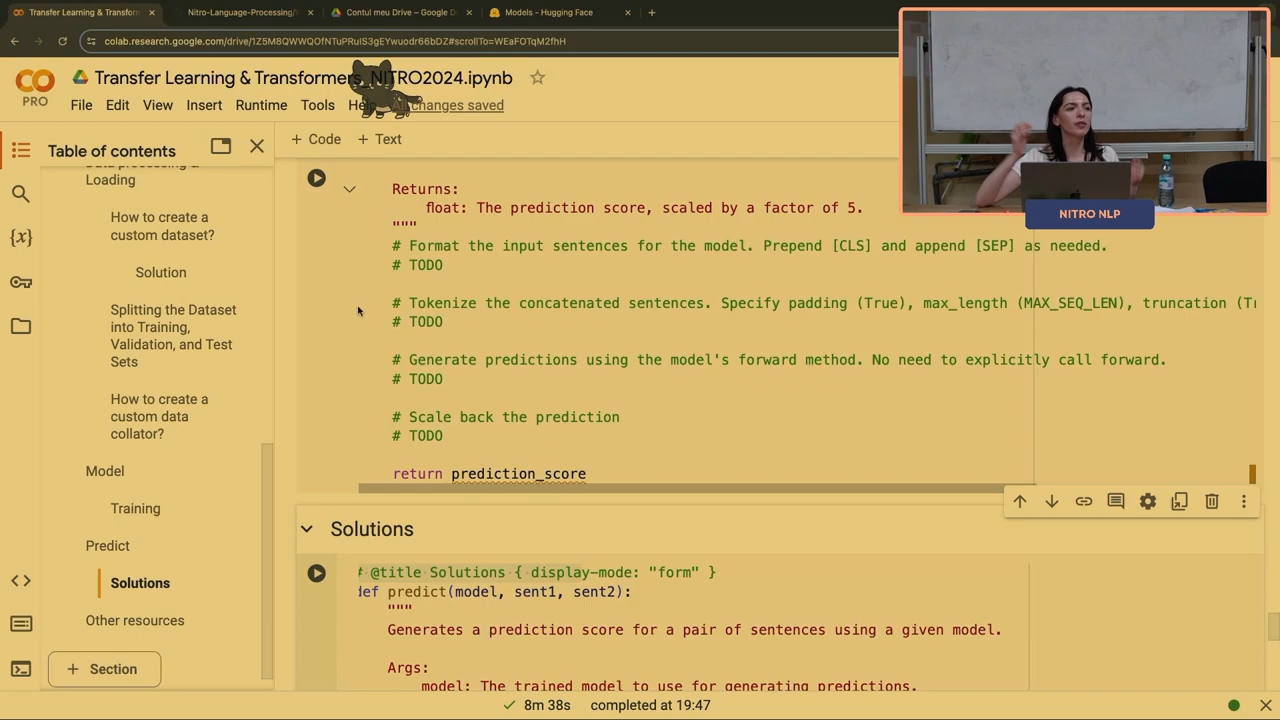 Transfer Learning & Transform
Nitro-Language-Processing/
Contul meu Drive – Google D
Models - Hugging Face
colab.research.google.com/drive/1Z5M8QWWQOfNTuPRuIS3gEYwuodr66bDZ#scrollTo=WEaFOTqM2fhH
PRO
Transfer Learning & Transformers_NITRO2024.ipynb
File Edit View Insert Runtime Tools Help All changes saved
+ Code + Text
Table of contents
Data processing &
Loading
How to create a
custom dataset?
Solution
Splitting the Dataset
into Training,
Validation, and Test
Sets
How to create a
custom data
collator?
Model
Training
Predict
Solutions
Other resources
+ Section
Returns:
float: The prediction score, scaled by a factor of 5.
"""
# Format the input sentences for the model. Prepend [CLS] and append [SEP] as needed.
# TODO
# Tokenize the concatenated sentences. Specify padding (True), max_length (MAX_SEQ_LEN), truncation (Tr
# TODO
# Generate predictions using the model's forward method. No need to explicitly call forward.
# TODO
# Scale back the prediction
# TODO
return prediction_score
Solutions
# @title Solutions { display-mode: "form" }
def predict(model, sent1, sent2):
"""
Generates a prediction score for a pair of sentences using a given model.
Args:
model: The trained model to use for generating predictions.
8m 38s completed at 19:47
NITRO NLP